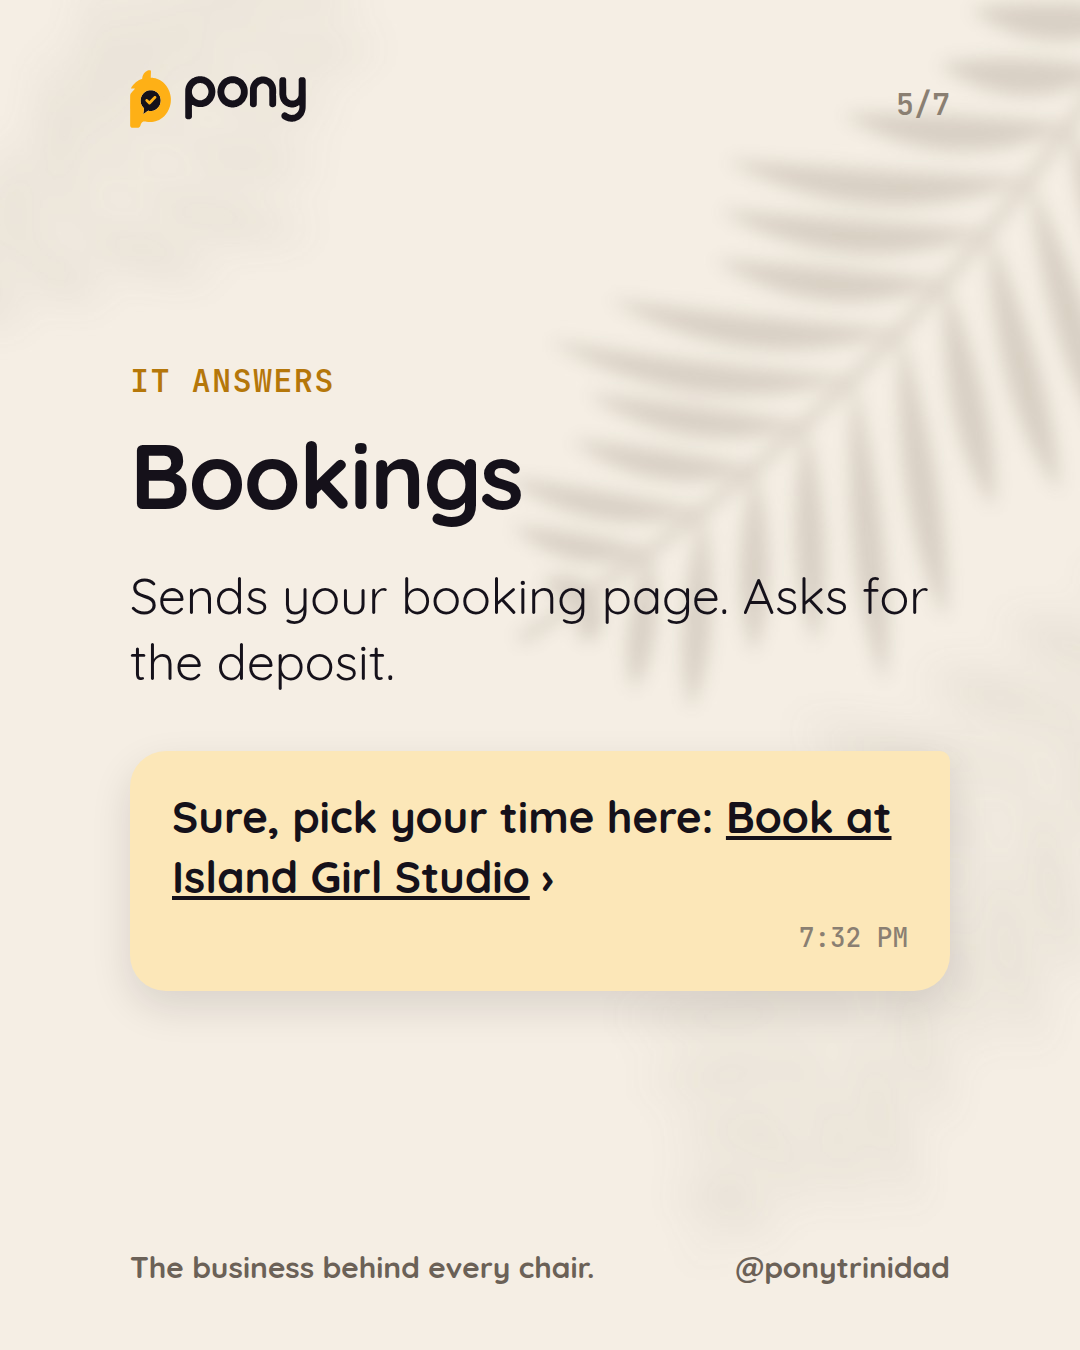 pony
5/7
IT ANSWERS
Bookings
Sends your booking page. Asks for
the deposit.
Sure, pick your time here: Book at
Island Girl Studio ›
7:32 PM
The business behind every chair.
@ponytrinidad